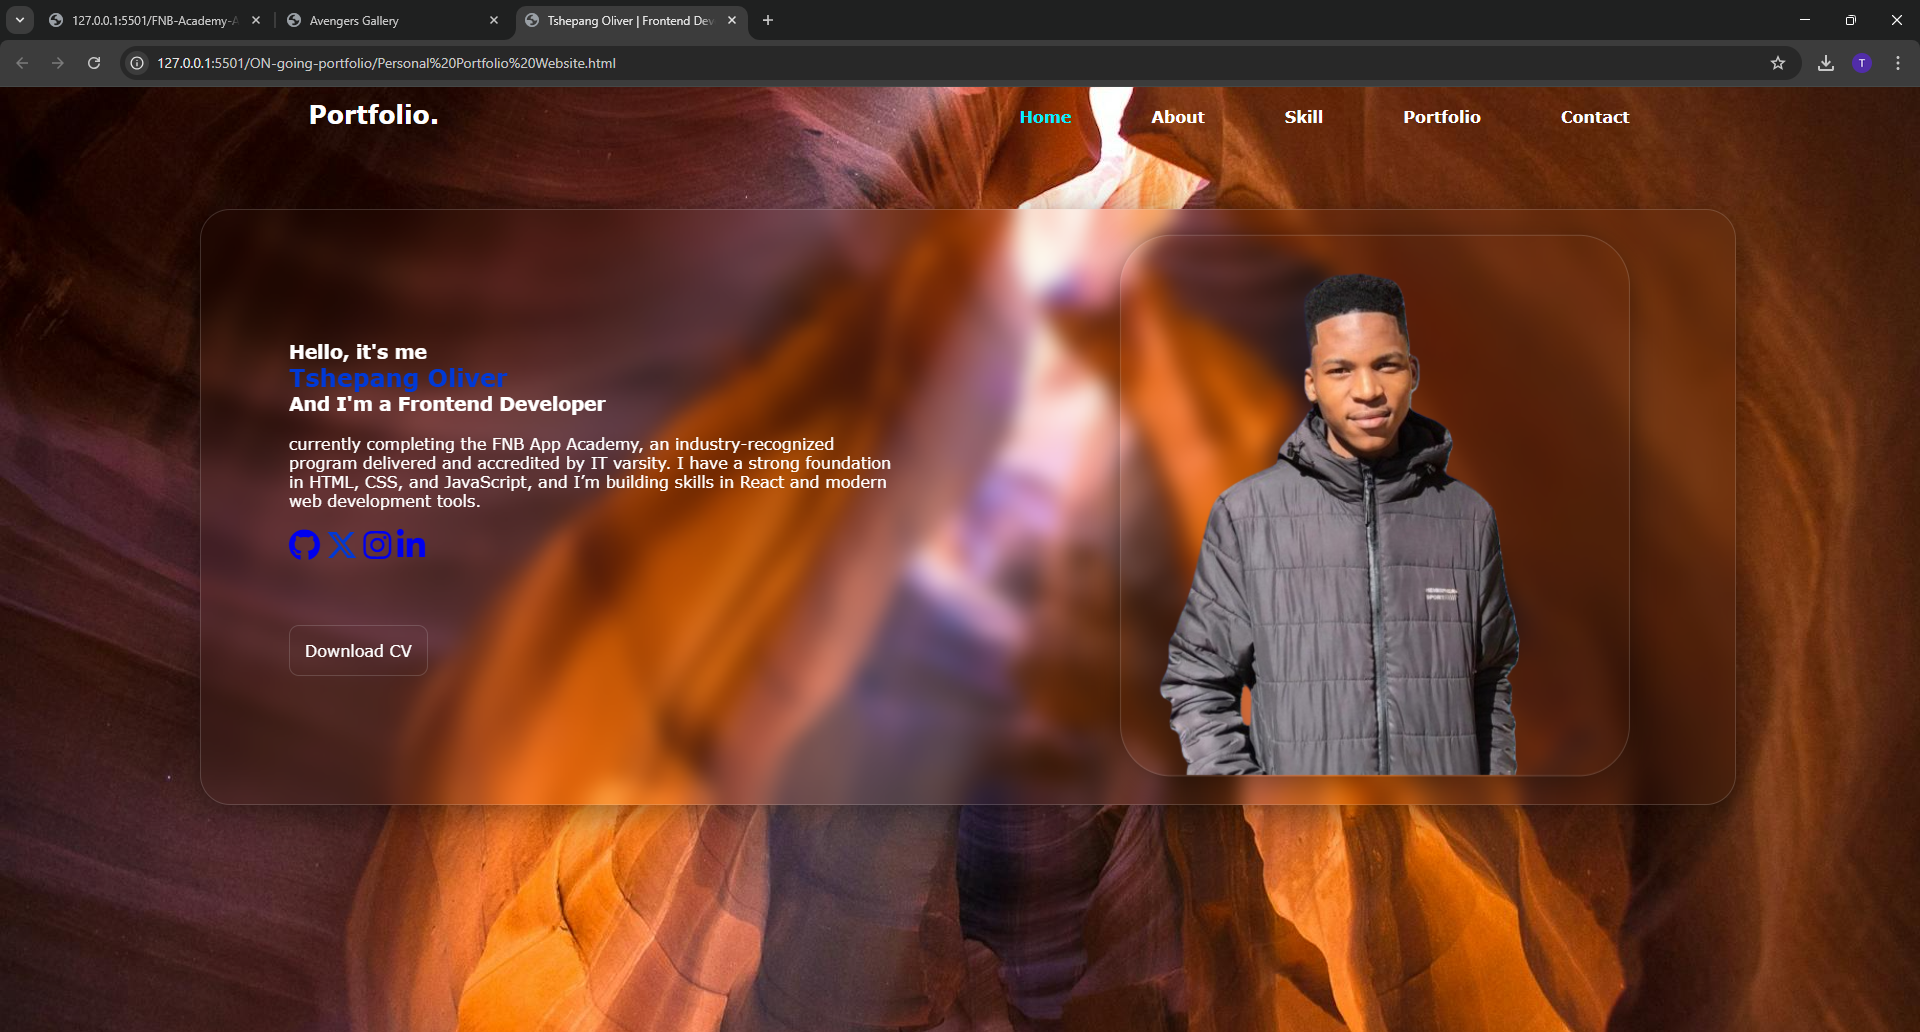 127.0.0.1:5501/FNB-Academy-A
Avengers Gallery
Tshepang Oliver | Frontend Dev
127.0.0.1:5501/ON-going-portfolio/Personal%20Portfolio%20Website.html
T
Portfolio.
Home
About
Skill
Portfolio
Contact
Hello, it's me
Tshepang Oliver
And I'm a Frontend Developer
currently completing the FNB App Academy, an industry-recognized
program delivered and accredited by IT varsity. I have a strong foundation
in HTML, CSS, and JavaScript, and I’m building skills in React and modern
web development tools.
in
Download CV